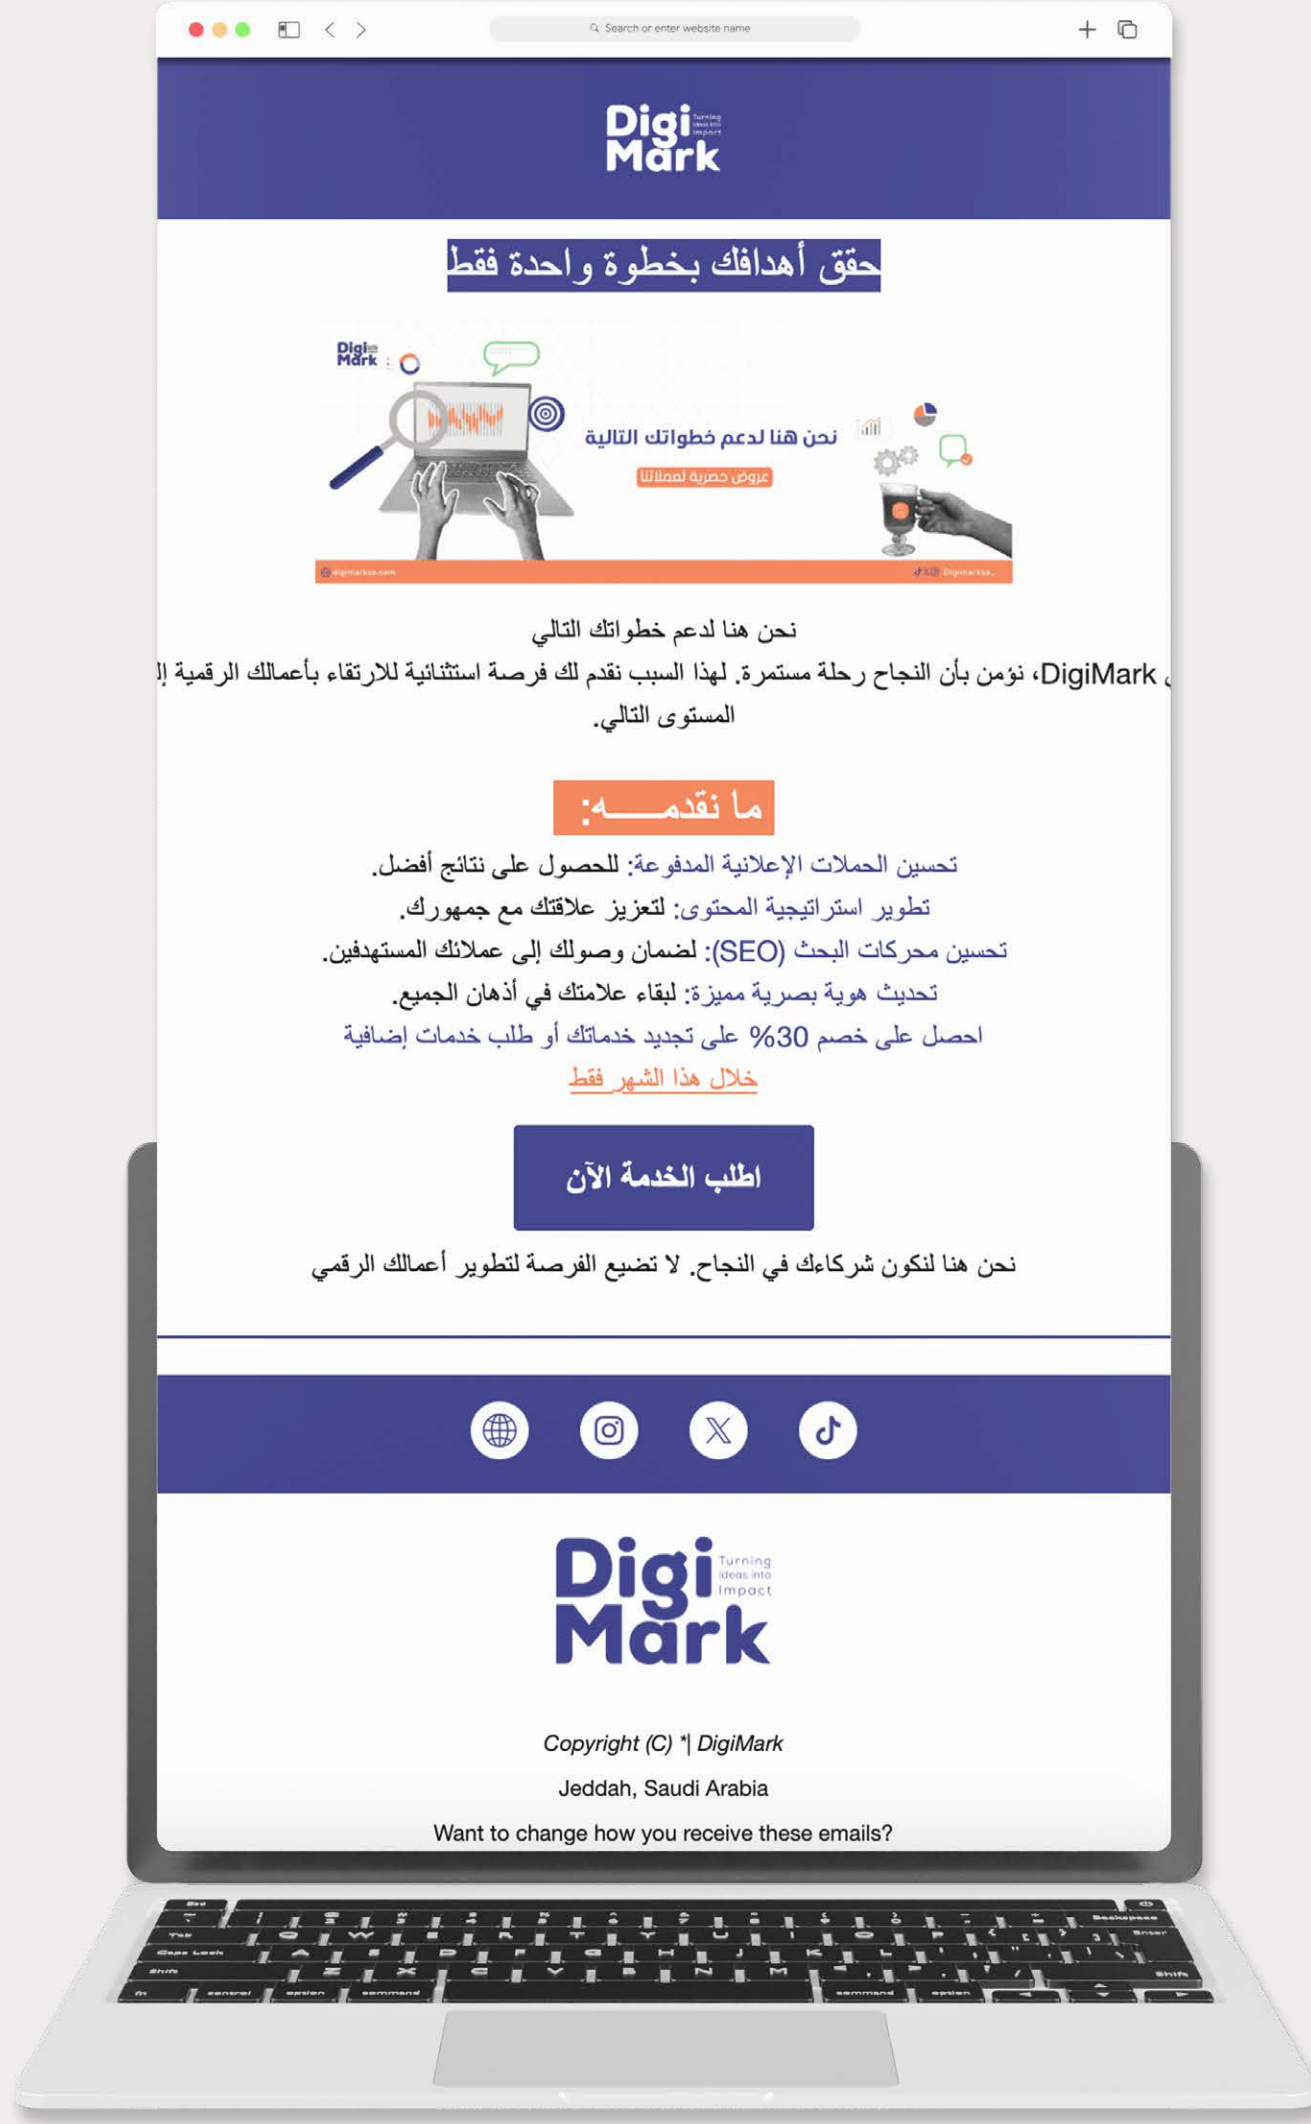 Search or enter website name
Digi
Mark
Turning
Ideas into
Impact
حقق أهدافك بخطوة واحدة فقط
Digi
Mark
نحن هنا لدعم خطواتك التالية
عروض حصرية لعملائنا
digimarksa.com
Digimarksa_
نحن هنا لدعم خطواتك التالي
DigiMark، نؤمن بأن النجاح رحلة مستمرة. لهذا السبب نقدم لك فرصة استثنائية للارتقاء بأعمالك الرقمية إل
المستوى التالي.
ما نقدمــــه:
تحسين الحملات الإعلانية المدفوعة: للحصول على نتائج أفضل.
تطوير استراتيجية المحتوى: لتعزيز علاقتك مع جمهورك.
تحسين محركات البحث (SEO): لضمان وصولك إلى عملائك المستهدفين.
تحديث هوية بصرية مميزة: لبقاء علامتك في أذهان الجميع.
احصل على خصم 30% على تجديد خدماتك أو طلب خدمات إضافية
خلال هذا الشهر فقط
اطلب الخدمة الآن
نحن هنا لنكون شركاءك في النجاح. لا تضيع الفرصة لتطوير أعمالك الرقمي
Digi
Mark
Turning
Ideas into
Impact
Copyright (C) *| DigiMark
Jeddah, Saudi Arabia
Want to change how you receive these emails?